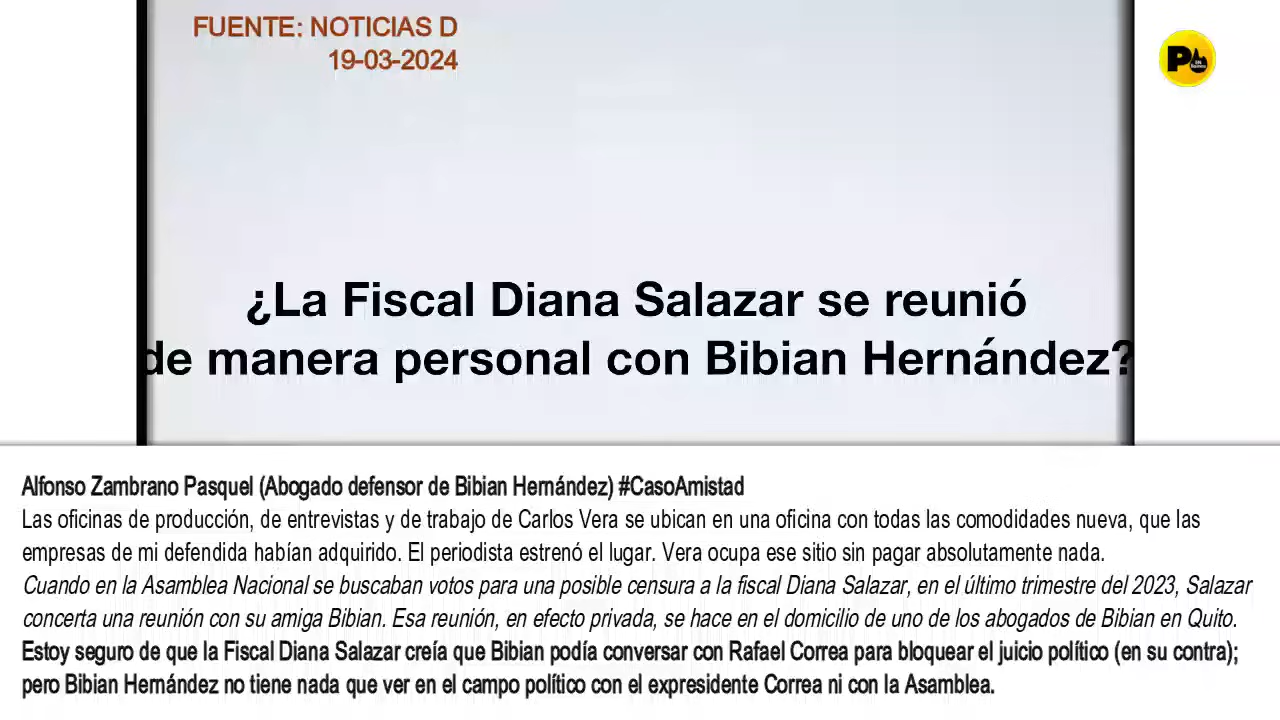 FUENTE: NOTICIAS D
19-03-2024
P
¿La Fiscal Diana Salazar se reunió
de manera personal con Bibian Hernández?
Alfonso Zambrano Pasquel (Abogado defensor de Bibian Hernández) #CasoAmistad
Las oficinas de producción, de entrevistas y de trabajo de Carlos Vera se ubican en una oficina con todas las comodidades nueva, que las
empresas de mi defendida habían adquirido. El periodista estrenó el lugar. Vera ocupa ese sitio sin pagar absolutamente nada.
Cuando en la Asamblea Nacional se buscaban votos para una posible censura a la fiscal Diana Salazar, en el último trimestre del 2023, Salazar
concerta una reunión con su amiga Bibian. Esa reunión, en efecto privada, se hace en el domicilio de uno de los abogados de Bibian en Quito.
Estoy seguro de que la Fiscal Diana Salazar creía que Bibian podía conversar con Rafael Correa para bloquear el juicio político (en su contra);
pero Bibian Hernández no tiene nada que ver en el campo político con el expresidente Correa ni con la Asamblea.